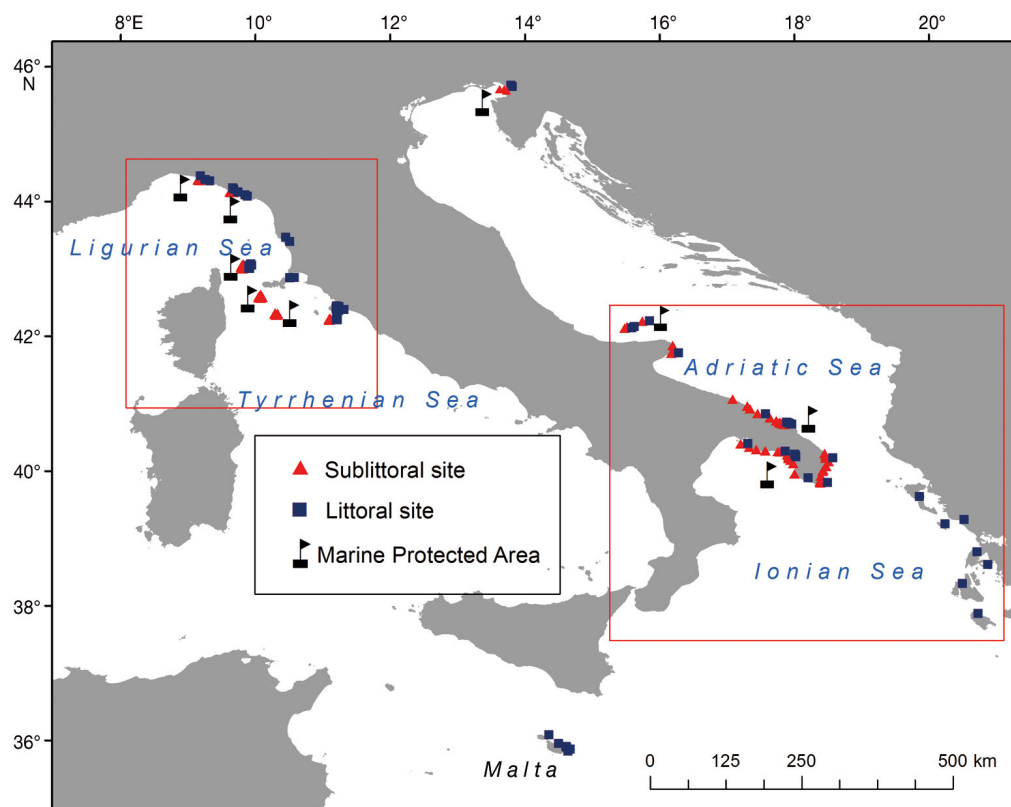 8°E 10° 12° 14° 16° 18° 20°
46°
N
44°
Ligurian Sea
42°
Adriatic Sea
Tyrrhenian Sea
40°
Sublittoral site
Littoral site
Marine Protected Area
Ionian Sea
38°
36°
Malta
0 125 250 500 km